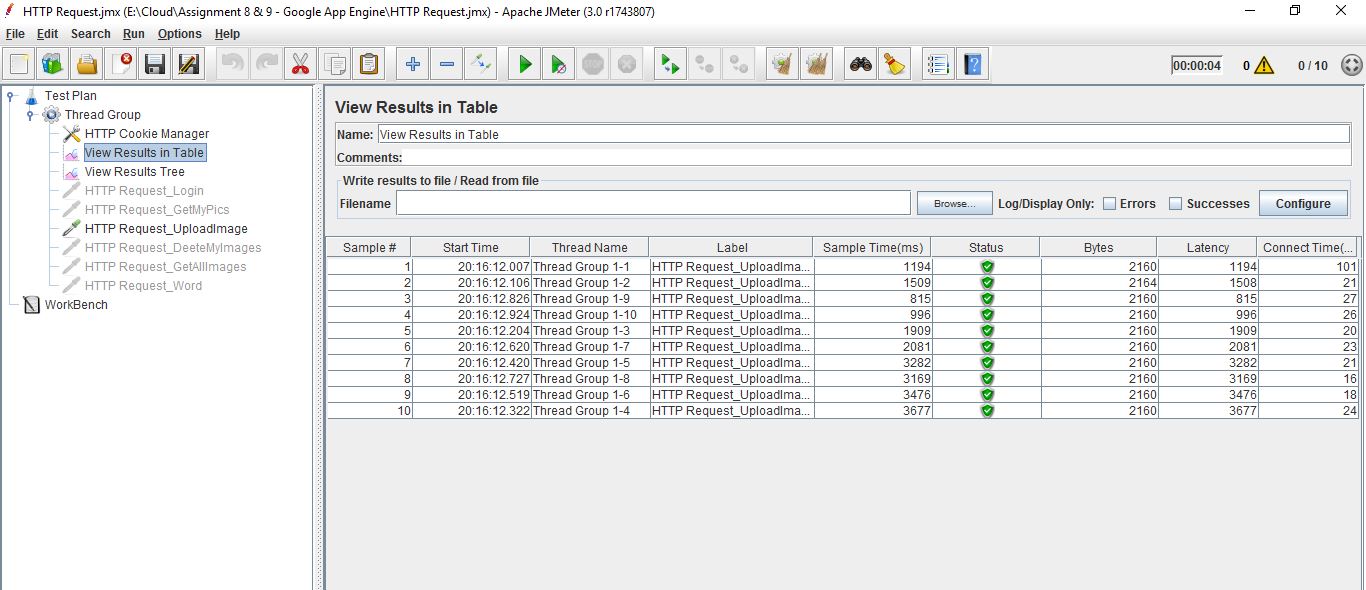 HTTP Request.jmx (E:\Cloud\Assignment 8 & 9 - Google App Engine\HTTP Request.jmx) - Apache JMeter (3.0 r1743807)
File Edit Search Run Options Help
STOP
00:00:04 0 0 / 10
Test Plan
Thread Group
HTTP Cookie Manager
View Results in Table
View Results Tree
HTTP Request_Login
HTTP Request_GetMyPics
HTTP Request_UploadImage
HTTP Request_DeeteMyImages
HTTP Request_GetAllImages
HTTP Request_Word
WorkBench
View Results in Table
Name: View Results in Table
Comments:
Write results to file / Read from file
Filename Browse... Log/Display Only: Errors Successes Configure
Sample # Start Time Thread Name Label Sample Time(ms) Status Bytes Latency Connect Time(...
1 20:16:12.007 Thread Group 1-1 HTTP Request_UploadIma... 1194 2160 1194 101
2 20:16:12.106 Thread Group 1-2 HTTP Request_UploadIma... 1509 2164 1508 21
3 20:16:12.826 Thread Group 1-9 HTTP Request_UploadIma... 815 2160 815 27
4 20:16:12.924 Thread Group 1-10 HTTP Request_UploadIma... 996 2160 996 26
5 20:16:12.204 Thread Group 1-3 HTTP Request_UploadIma... 1909 2160 1909 20
6 20:16:12.620 Thread Group 1-7 HTTP Request_UploadIma... 2081 2160 2081 23
7 20:16:12.420 Thread Group 1-5 HTTP Request_UploadIma... 3282 2160 3282 21
8 20:16:12.727 Thread Group 1-8 HTTP Request_UploadIma... 3169 2160 3169 16
9 20:16:12.519 Thread Group 1-6 HTTP Request_UploadIma... 3476 2160 3476 18
10 20:16:12.322 Thread Group 1-4 HTTP Request_UploadIma... 3677 2160 3677 24